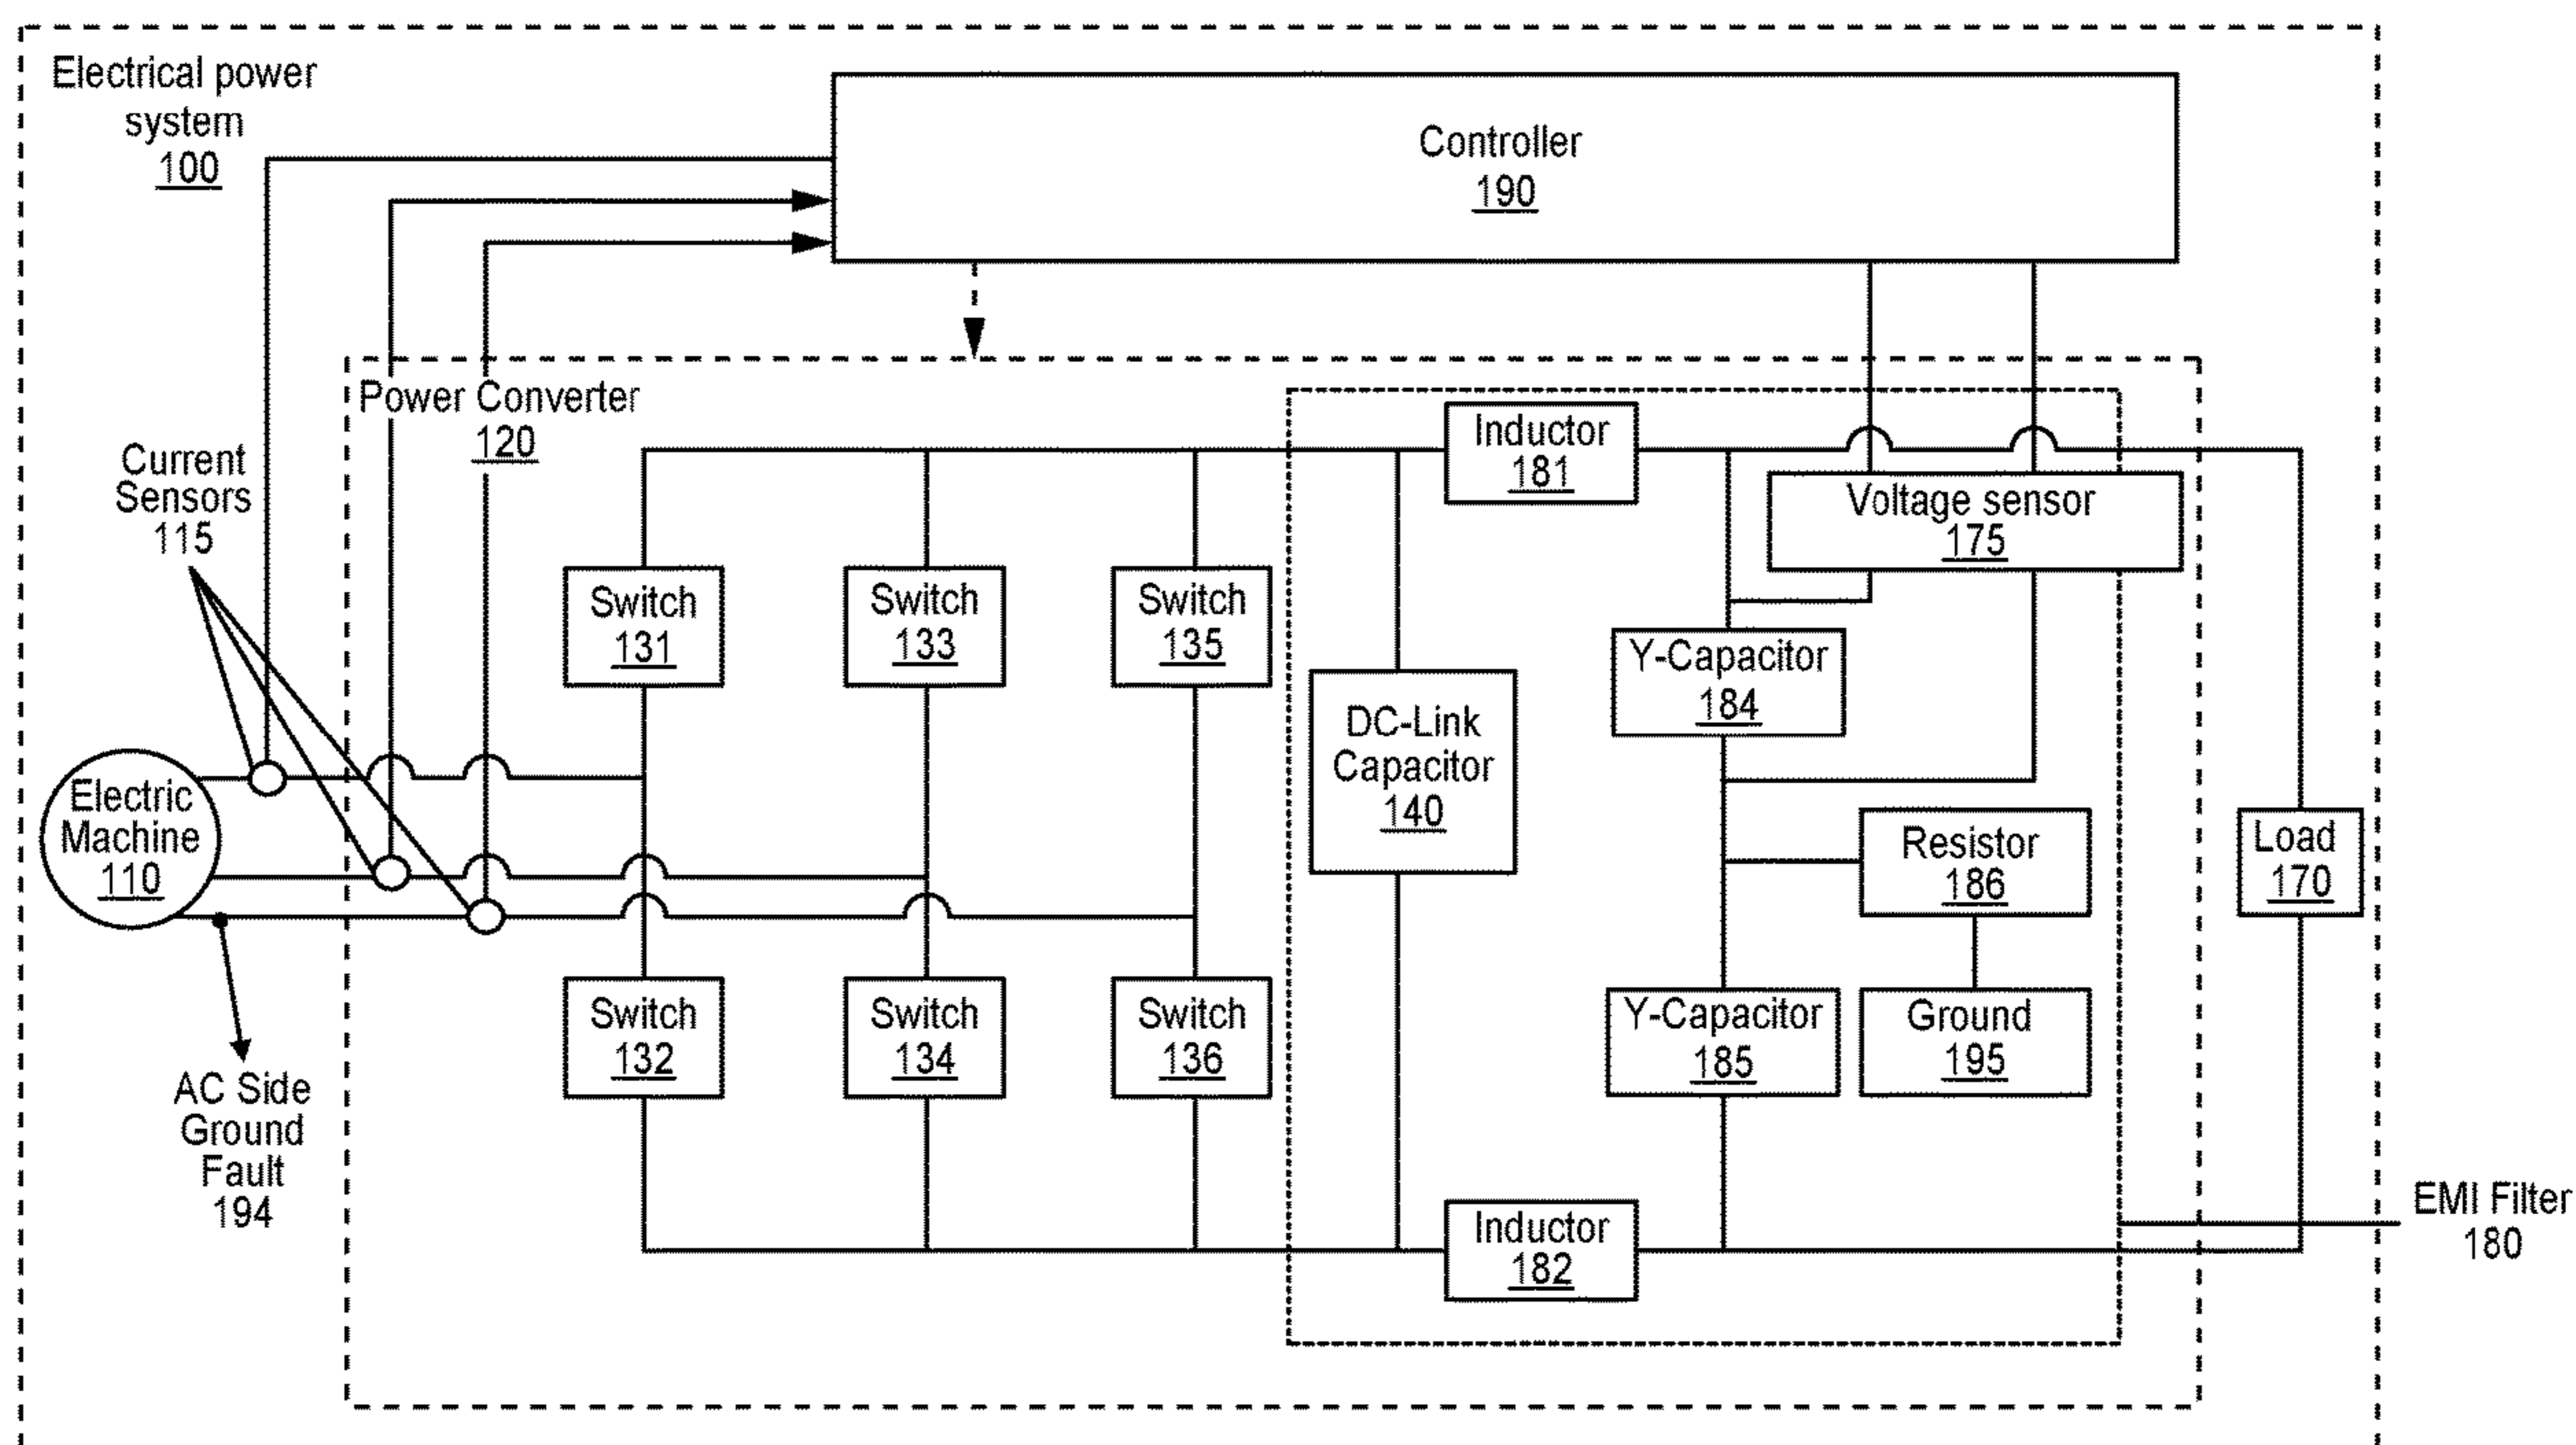 Electrical power
system
100
Controller
190
Power Converter
120
Current
Sensors
115
Inductor
181
Voltage sensor
175
Switch
131
Switch
133
Switch
135
Y-Capacitor
184
DC-Link
Capacitor
140
Electric
Machine
110
Resistor
186
Load
170
Switch
132
Switch
134
Switch
136
Y-Capacitor
185
Ground
195
AC Side
Ground
Fault
194
Inductor
182
EMI Filter
180